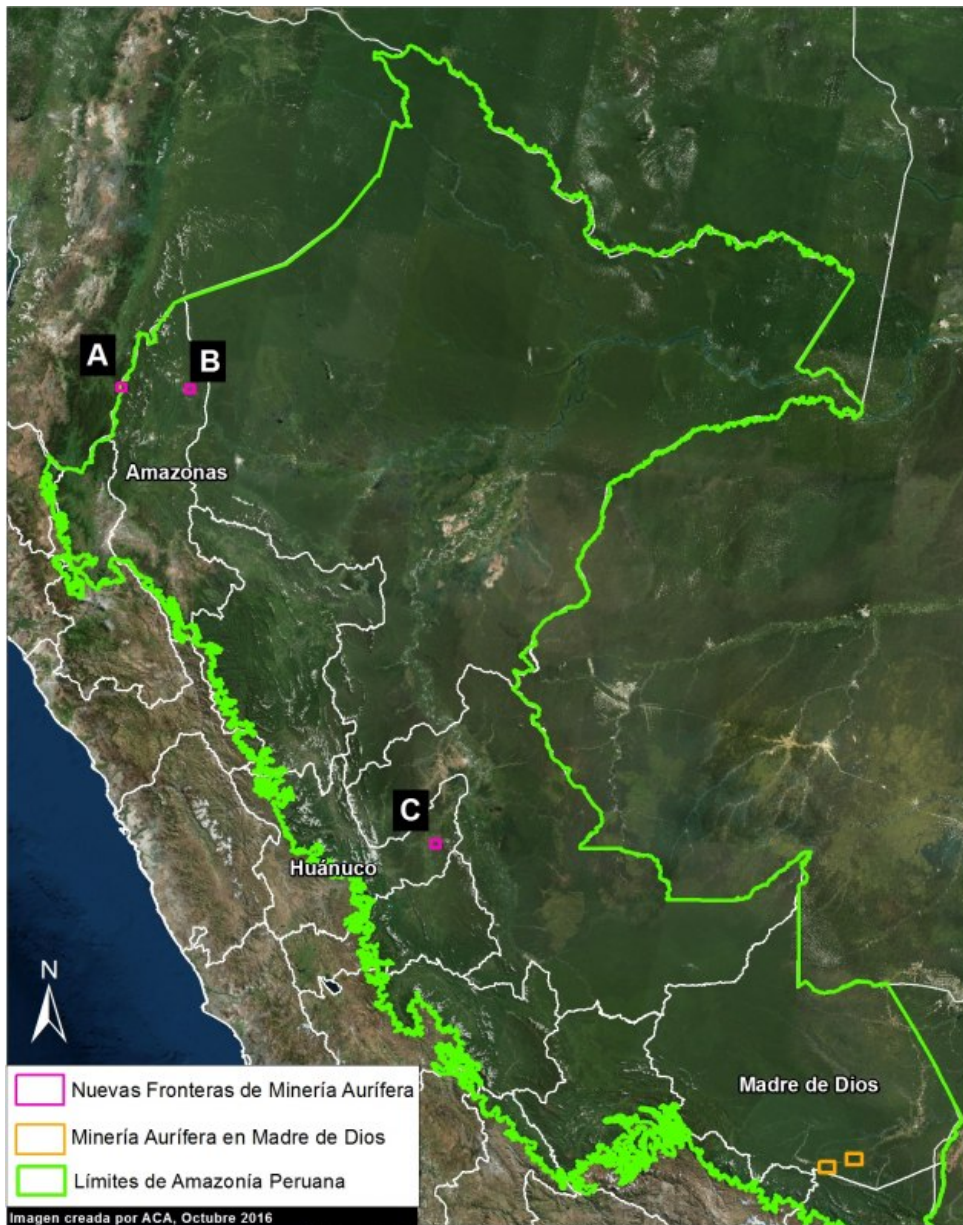 A
B
Amazonas
C
Huánuco
N
Madre de Dios
Nuevas Fronteras de Minería Aurífera
Minería Aurífera en Madre de Dios
Límites de Amazonía Peruana
Imagen creada por ACA, Octubre 2016